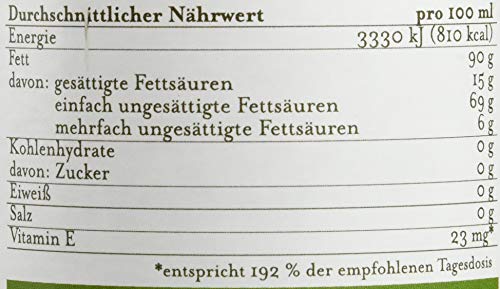 Durchschnittlicher Nährwert pro 100 ml
Energie 3330 kJ (810 kcal)
Fett 90 g
davon: gesättigte Fettsäuren 15 g
einfach ungesättigte Fettsäuren 69 g
mehrfach ungesättigte Fettsäuren 6 g
Kohlenhydrate 0 g
davon: Zucker 0 g
Eiweiß 0 g
Salz 0 g
Vitamin E 23 mg*
*entspricht 192 % der empfohlenen Tagesdosis